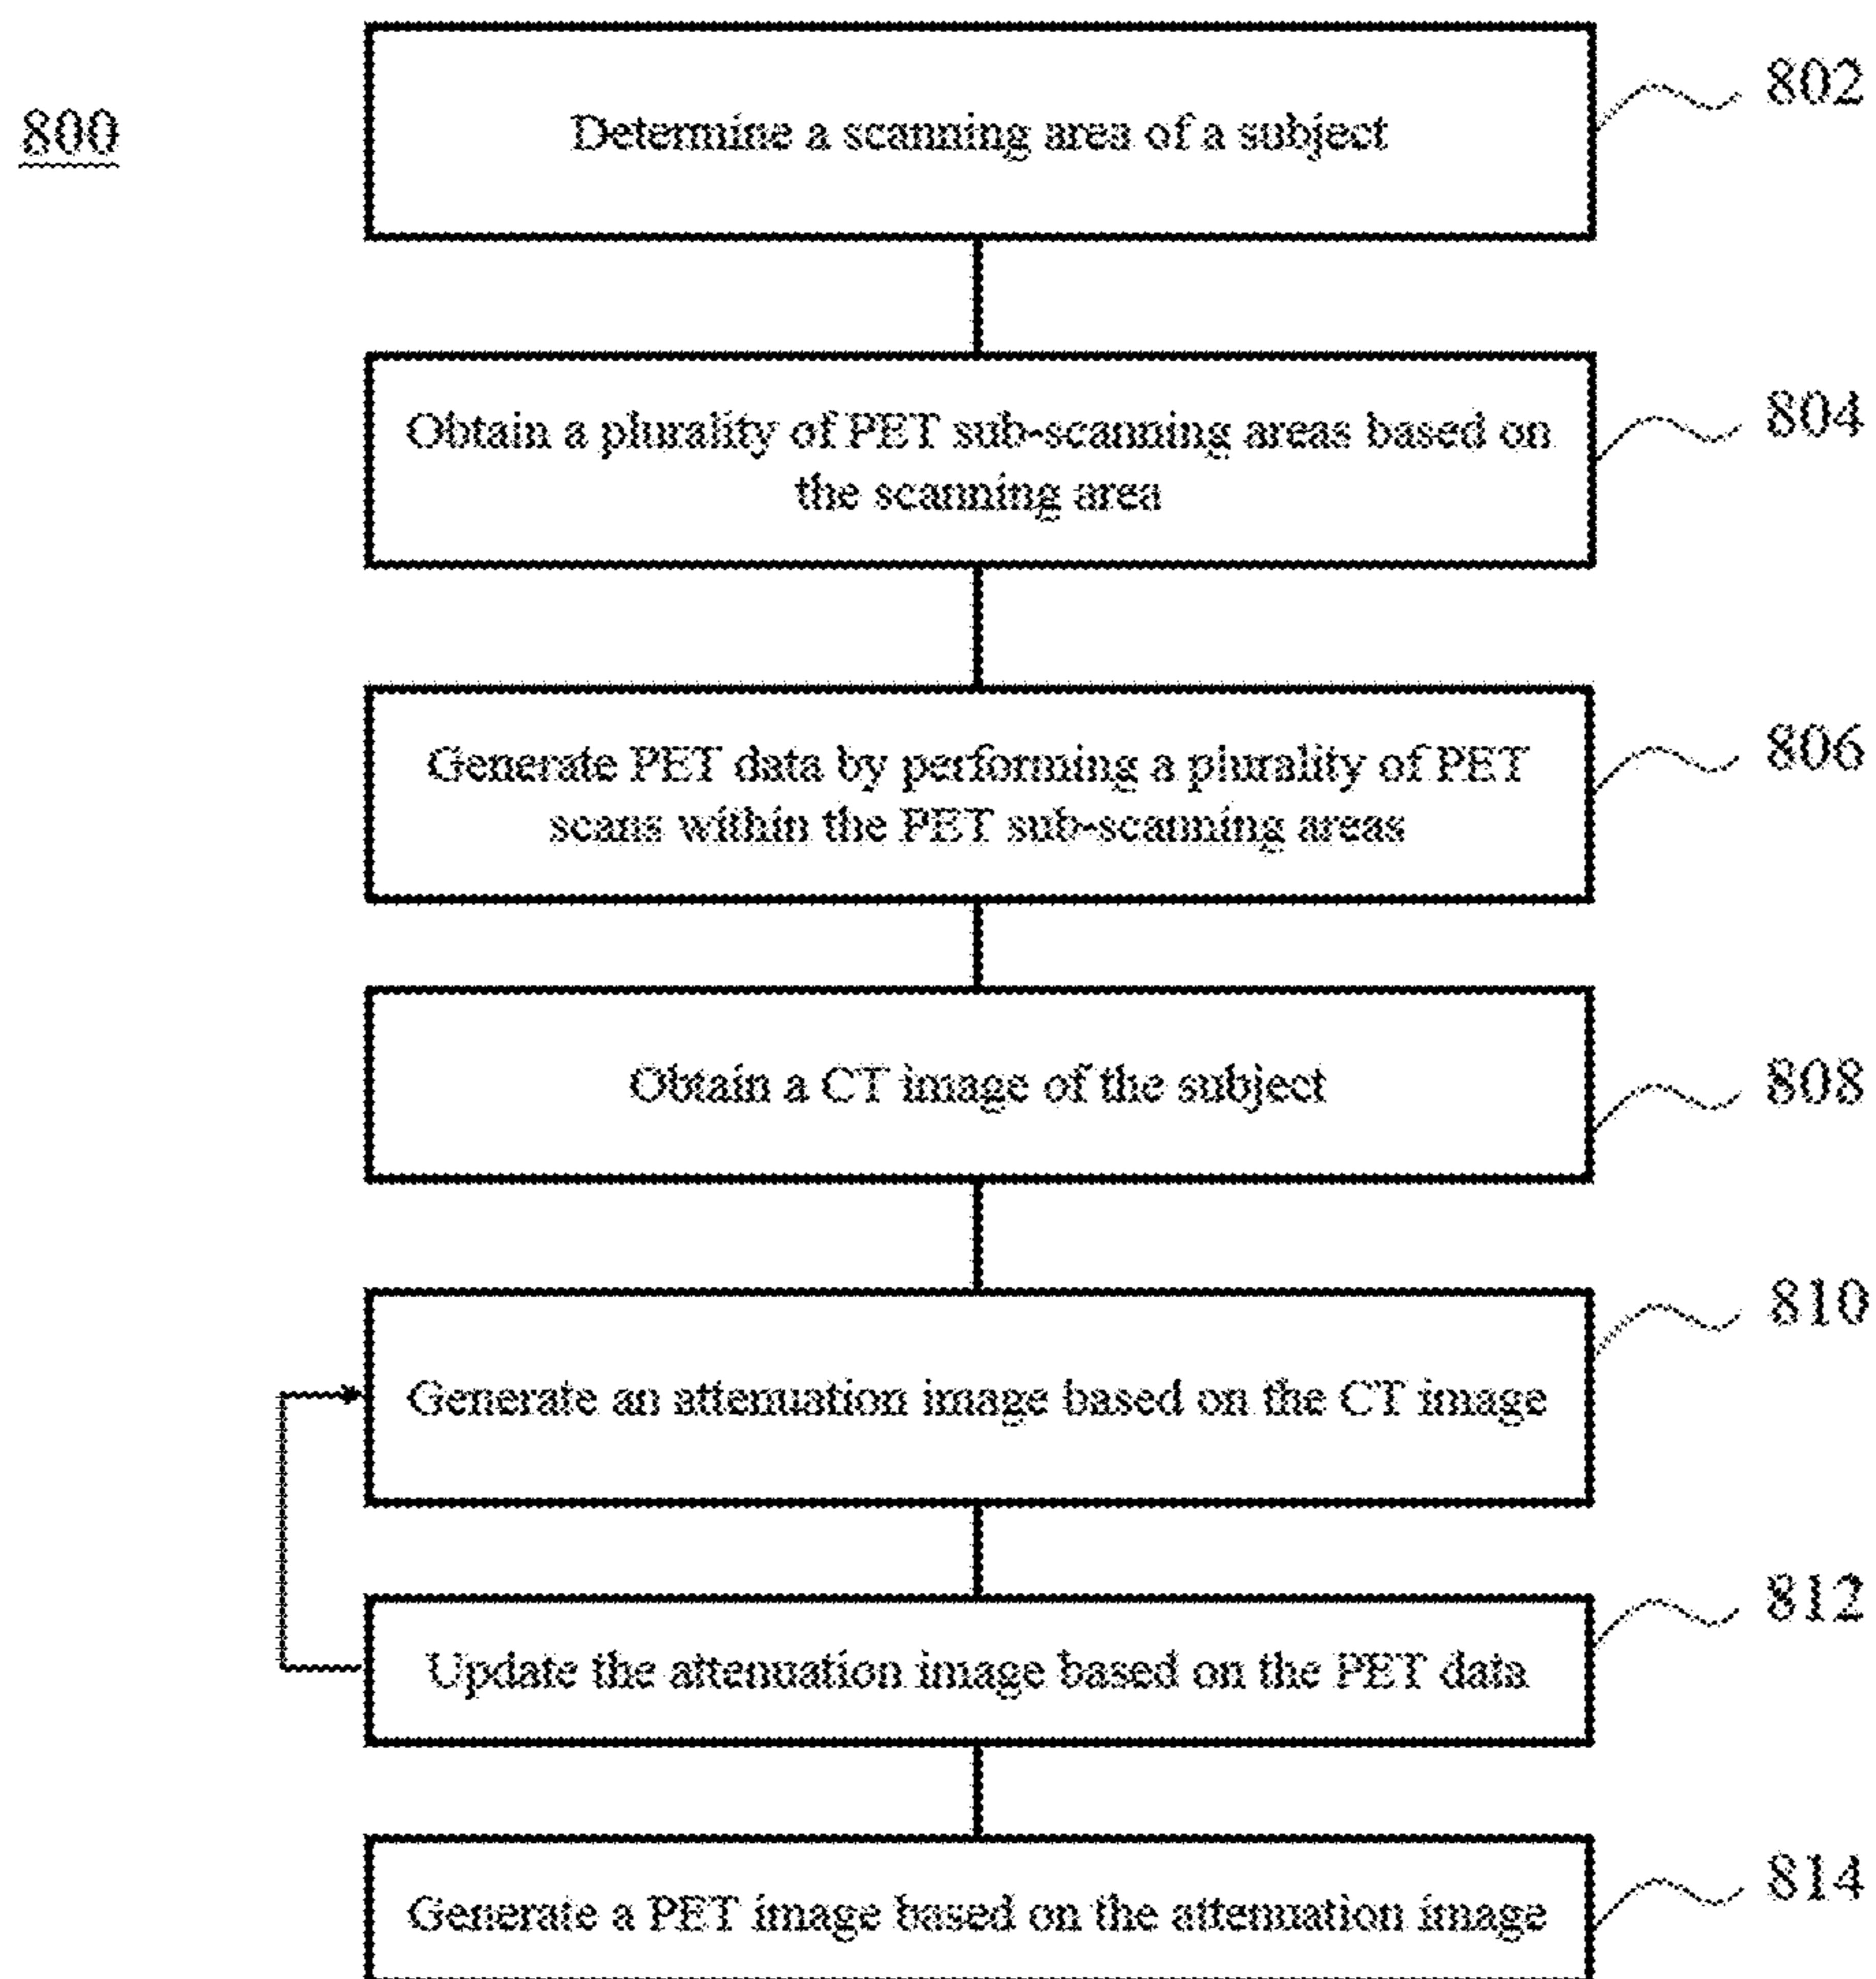 800
Determine a scanning area of a subject
802
Obtain a plurality of PET sub-scanning areas based on
the scanning area
804
Generate PET data by performing a plurality of PET
scans within the PET sub-scanning areas
806
Obtain a CT image of the subject
808
Generate an attenuation image based on the CT image
810
Update the attenuation image based on the PET data
812
Generate a PET image based on the attenuation image
814